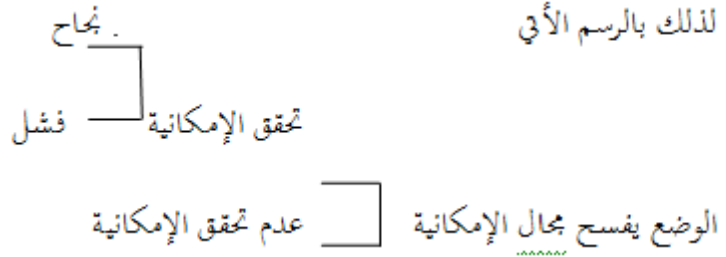 لذلك بالرسم الأتي
. نجاح
تحقق الإمكانية فشل
الوضع يفسح مجال الإمكانية عدم تحقق الإمكانية